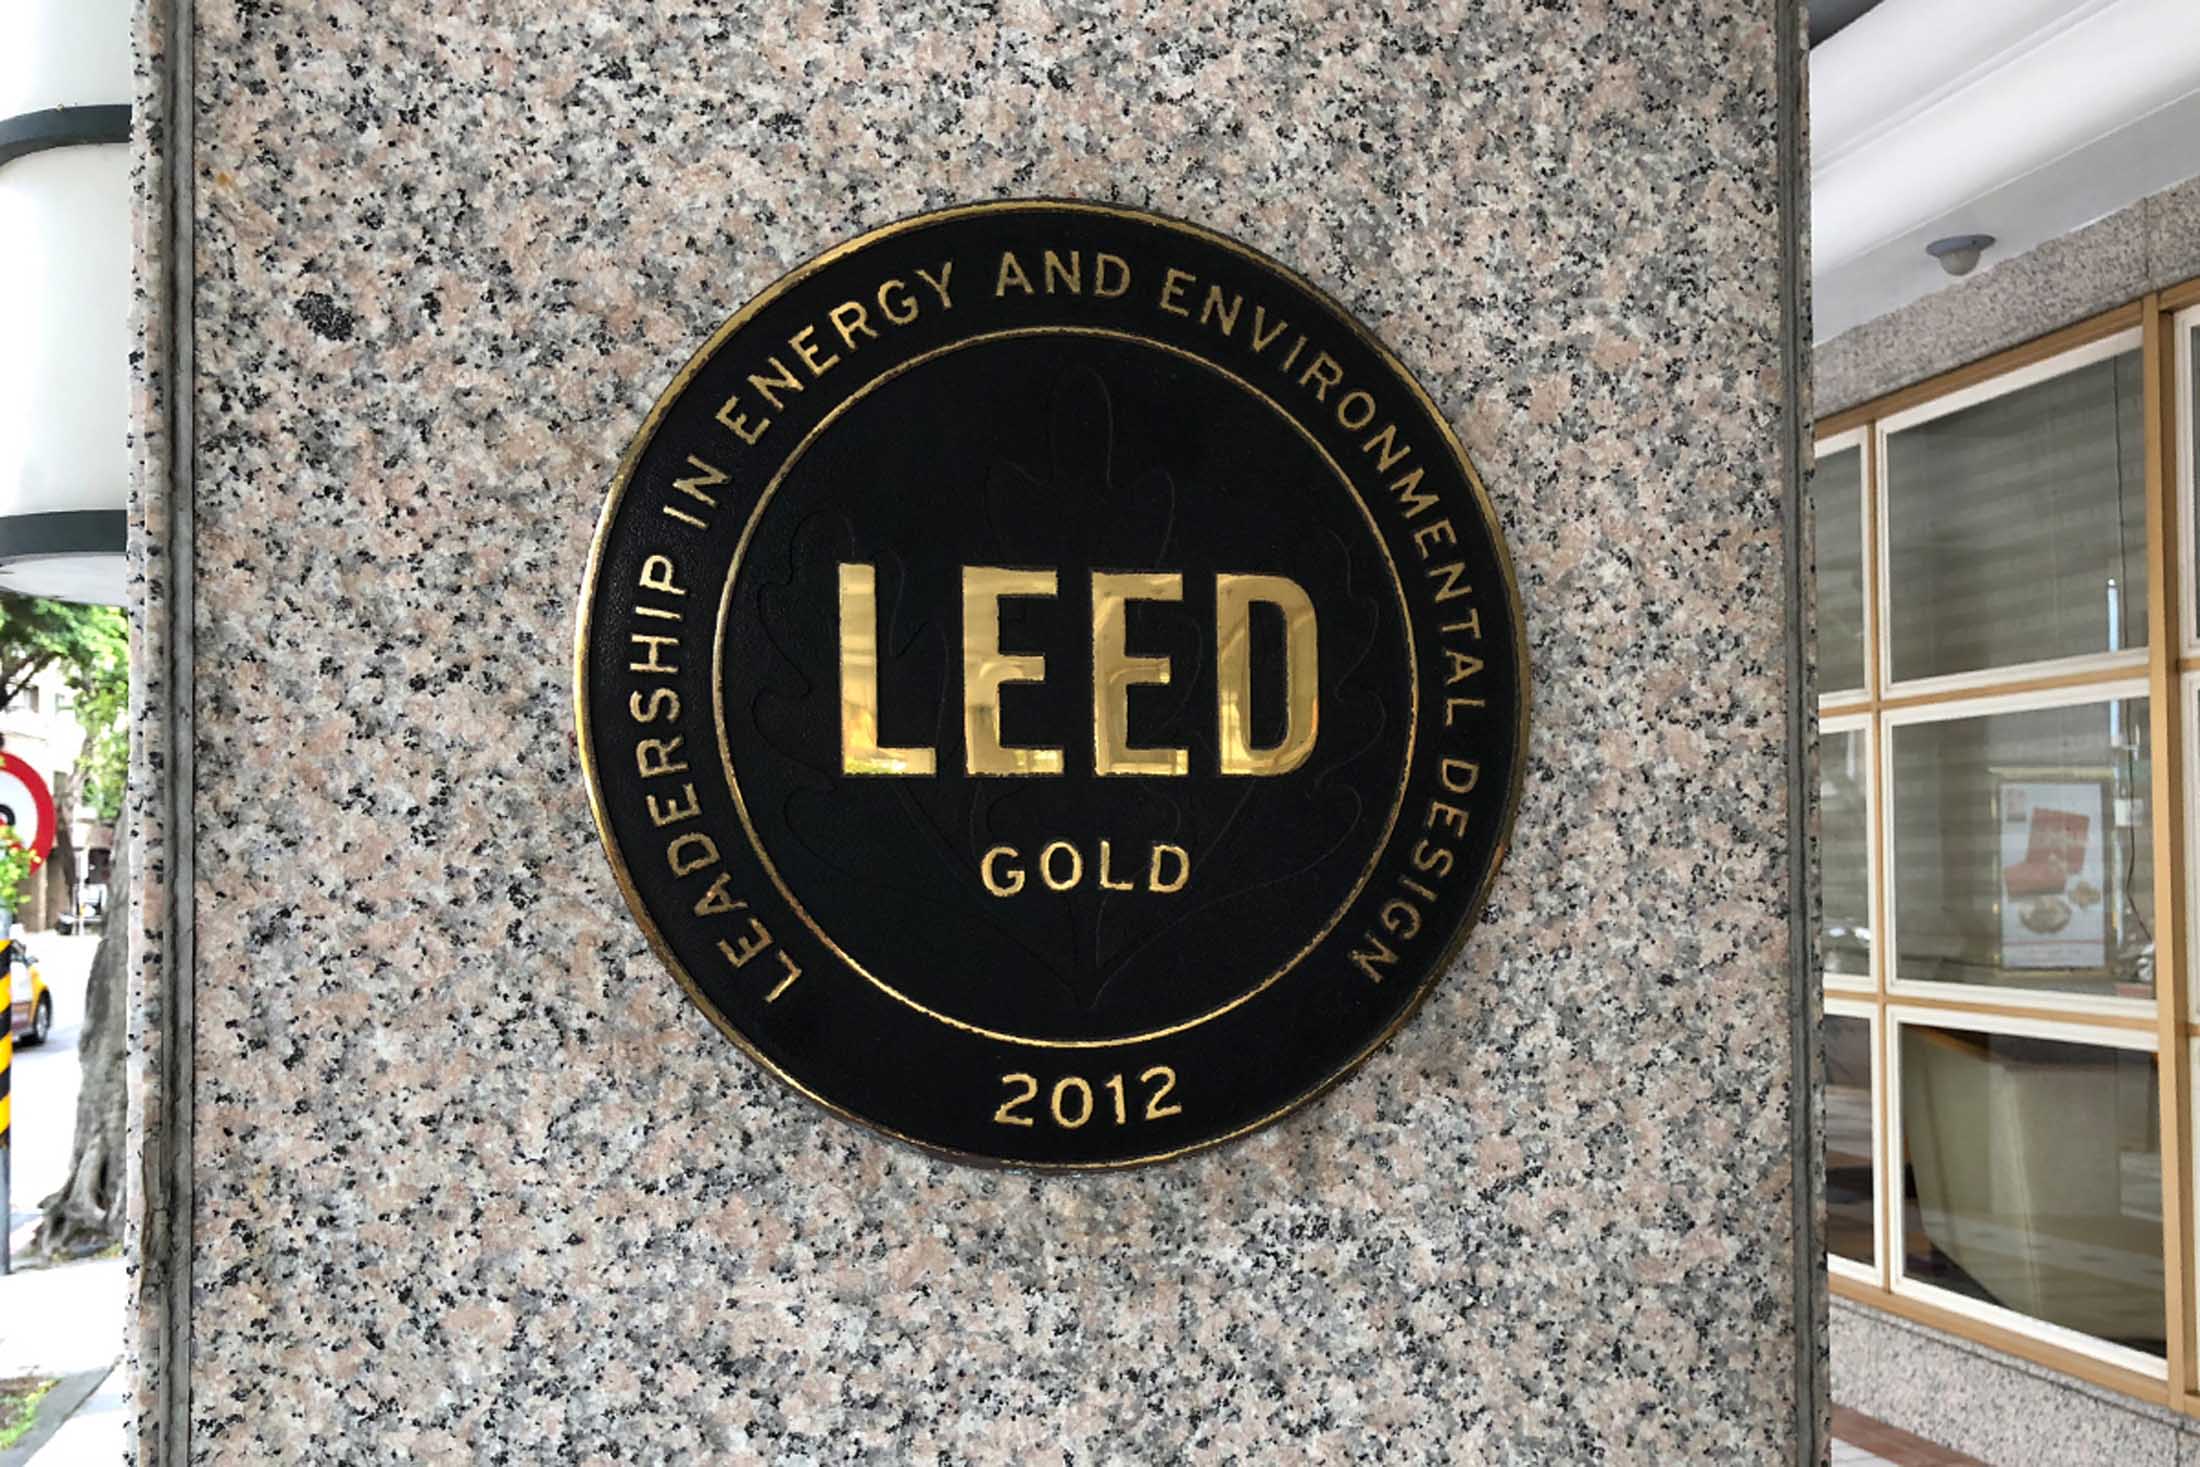 LEADERSHIP IN ENERGY AND ENVIRONMENTAL DESIGN
LEED
GOLD
2012